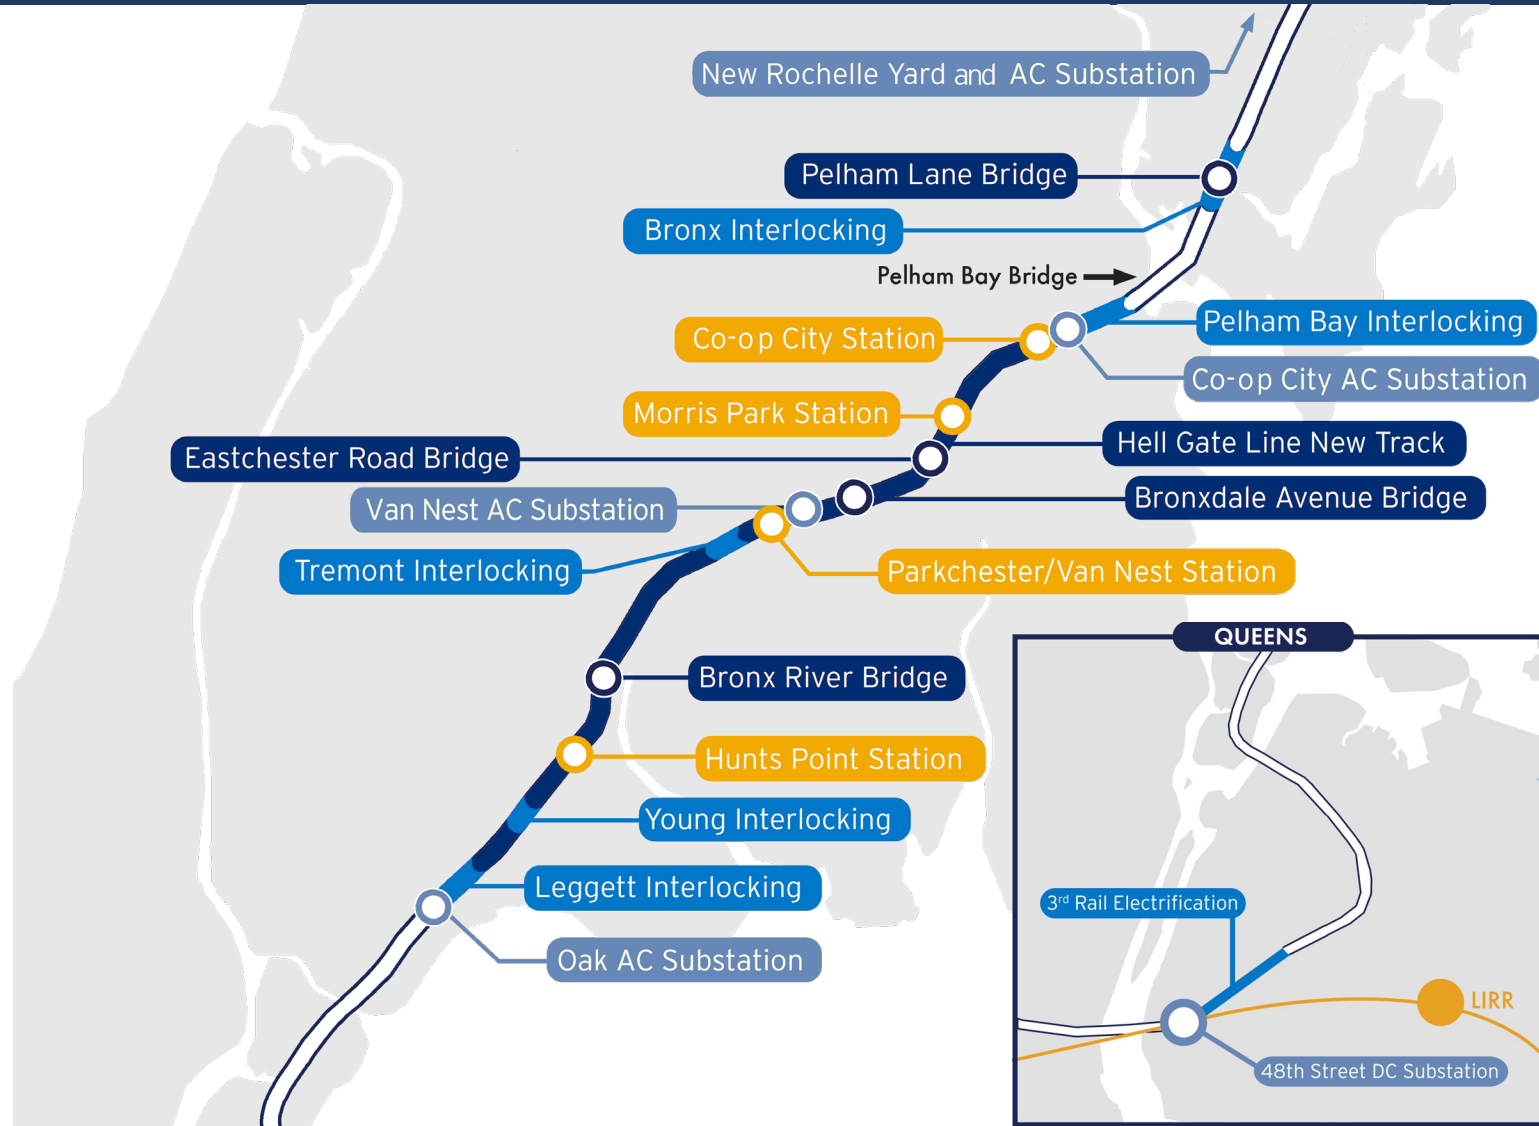 New Rochelle Yard and AC Substation
Pelham Lane Bridge
Bronx Interlocking
Pelham Bay Bridge
Pelham Bay Interlocking
Co-op City Station
Co-op City AC Substation
Morris Park Station
Hell Gate Line New Track
Eastchester Road Bridge
Bronxdale Avenue Bridge
Van Nest AC Substation
Tremont Interlocking
Parkchester/Van Nest Station
QUEENS
Bronx River Bridge
Hunts Point Station
Young Interlocking
Leggett Interlocking
3rd Rail Electrification
Oak AC Substation
LIRR
48th Street DC Substation